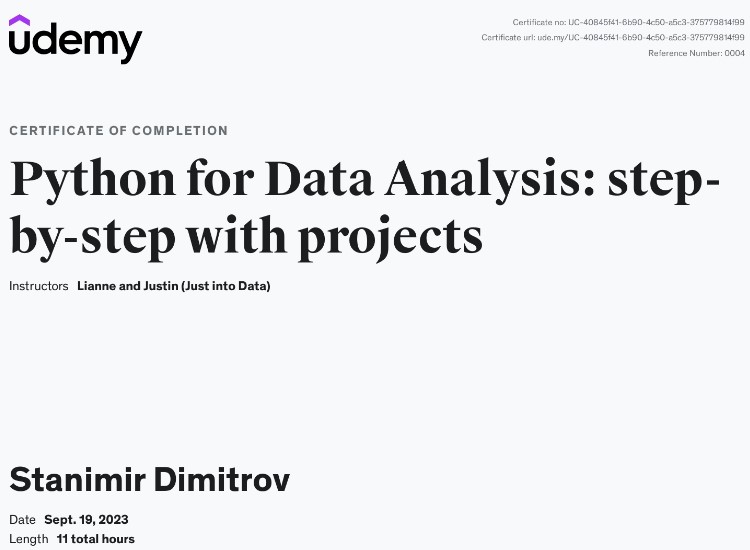 udemy
Certificate no: UC-40845f41-6b90-4c50-a5c3-375779814f99
Certificate url: ude.my/UC-40845f41-6b90-4c50-a5c3-375779814f99
Reference Number: 0004
CERTIFICATE OF COMPLETION
Python for Data Analysis: step-
by-step with projects
Instructors Lianne and Justin (Just into Data)
Stanimir Dimitrov
Date Sept. 19, 2023
Length 11 total hours